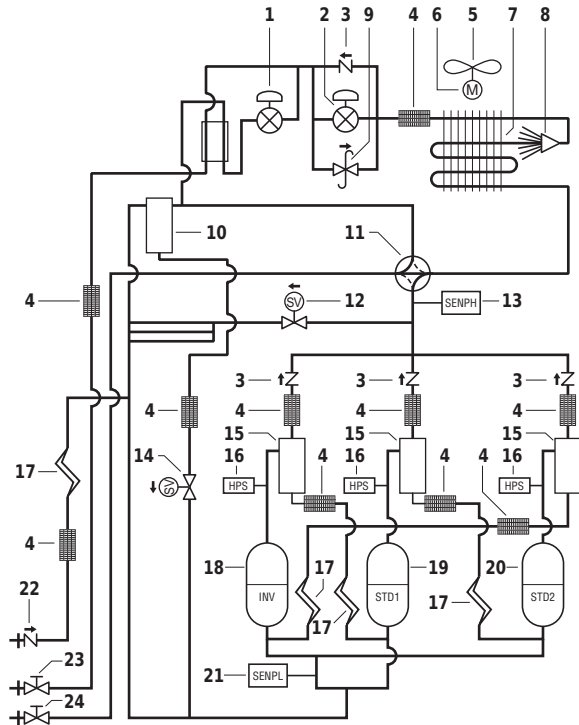 1 2 3 9 4 6 5 7 8
M
10 11
4 SV 12 SENPH 13
3 3 3
4 4 4 4
15 15 15
14 16 16 16
SV HPS 4 HPS 4 4 HPS
17
4
18 17 19 20
INV STD1 STD2
17 17
22
21 SENPL
23
24